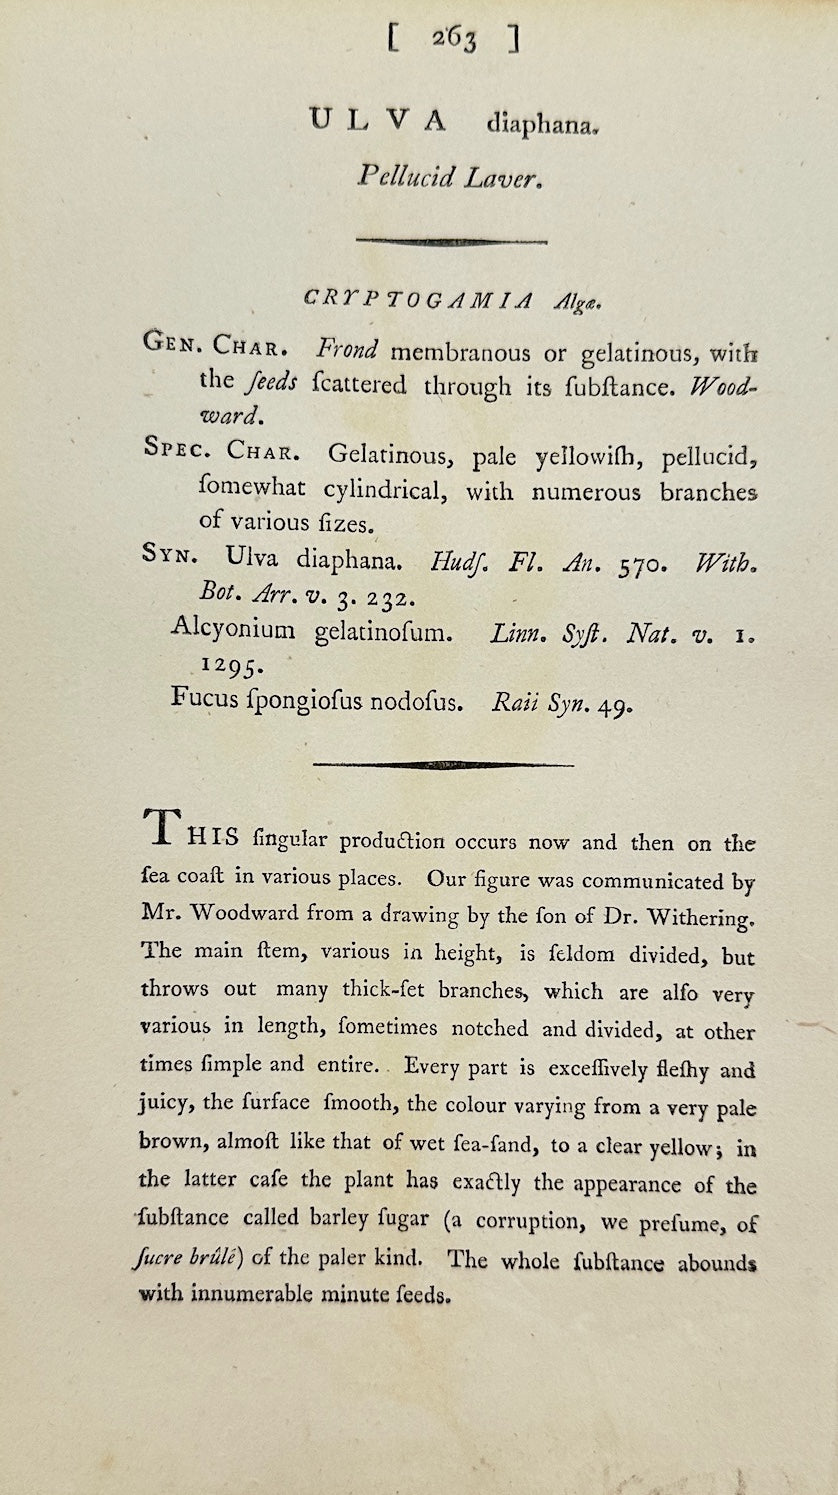 [ 263 ]
ULVA diaphana.
Pellucid Laver.
CRYPTOGAMIA Algæ.
GEN. CHAR. Frond membranous or gelatinous, with
the ſeeds ſcattered through its ſubſtance. Wood-
ward.
SPEC. CHAR. Gelatinous, pale yellowiſh, pellucid,
ſomewhat cylindrical, with numerous branches
of various ſizes.
SYN. Ulva diaphana. Hudſ. Fl. An. 570. With.
Bot. Arr. v. 3. 232.
Alcyonium gelatinoſum. Linn. Syſt. Nat. v. 1.
1295.
Fucus ſpongioſus nodoſus. Raii Syn. 49.
THIS ſingular production occurs now and then on the
ſea coaſt in various places. Our figure was communicated by
Mr. Woodward from a drawing by the ſon of Dr. Withering.
The main ſtem, various in height, is ſeldom divided, but
throws out many thick-ſet branches, which are alſo very
various in length, ſometimes notched and divided, at other
times ſimple and entire. Every part is exceſſively fleſhy and
juicy, the ſurface ſmooth, the colour varying from a very pale
brown, almoſt like that of wet ſea-ſand, to a clear yellow; in
the latter caſe the plant has exactly the appearance of the
ſubſtance called barley ſugar (a corruption, we preſume, of
ſucre brûlé) of the paler kind. The whole ſubſtance abounds
with innumerable minute ſeeds.